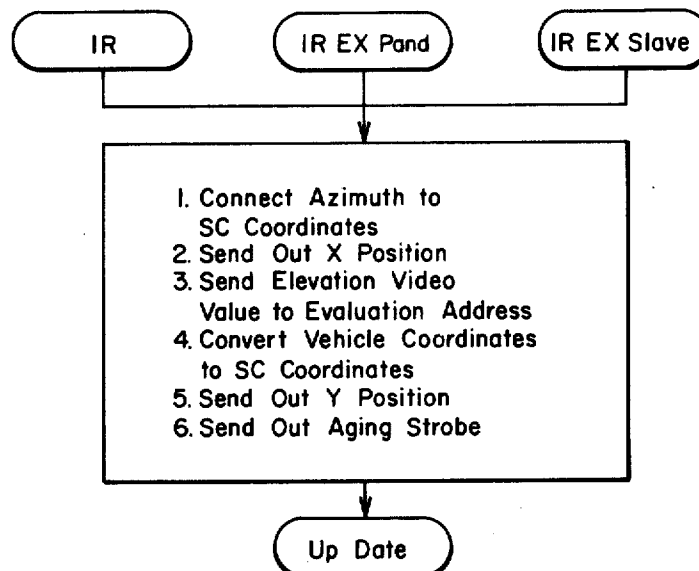 IR
IR EX Pand
IR EX Slave
1. Connect Azimuth to
SC Coordinates
2. Send Out X Position
3. Send Elevation Video
Value to Evaluation Address
4. Convert Vehicle Coordinates
to SC Coordinates
5. Send Out Y Position
6. Send Out Aging Strobe
Up Date